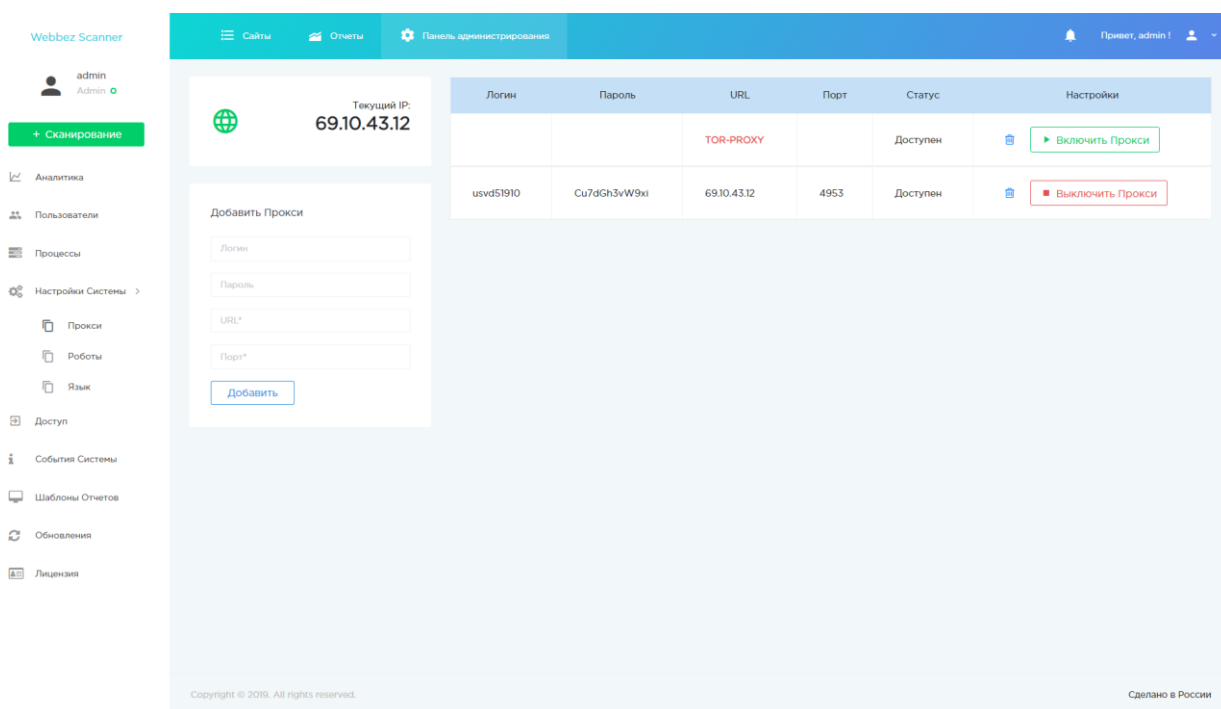 Webbez Scanner
Сайты
Отчеты
Панель администрирования
Привет, admin !
admin
Admin
+ Сканирование
Аналитика
Пользователи
Процессы
Настройки Системы >
Прокси
Роботы
Язык
Доступ
События Системы
Шаблоны Отчетов
Обновления
Лицензия
Текущий IP:
69.10.43.12
Добавить Прокси
Логин
Пароль
URL*
Порт*
Добавить
Логин Пароль URL Порт Статус Настройки
TOR-PROXY Доступен Включить Прокси
usvd51910 Cu7dGh3vW9xi 69.10.43.12 4953 Доступен Выключить Прокси
Copyright © 2019. All rights reserved.
Сделано в России